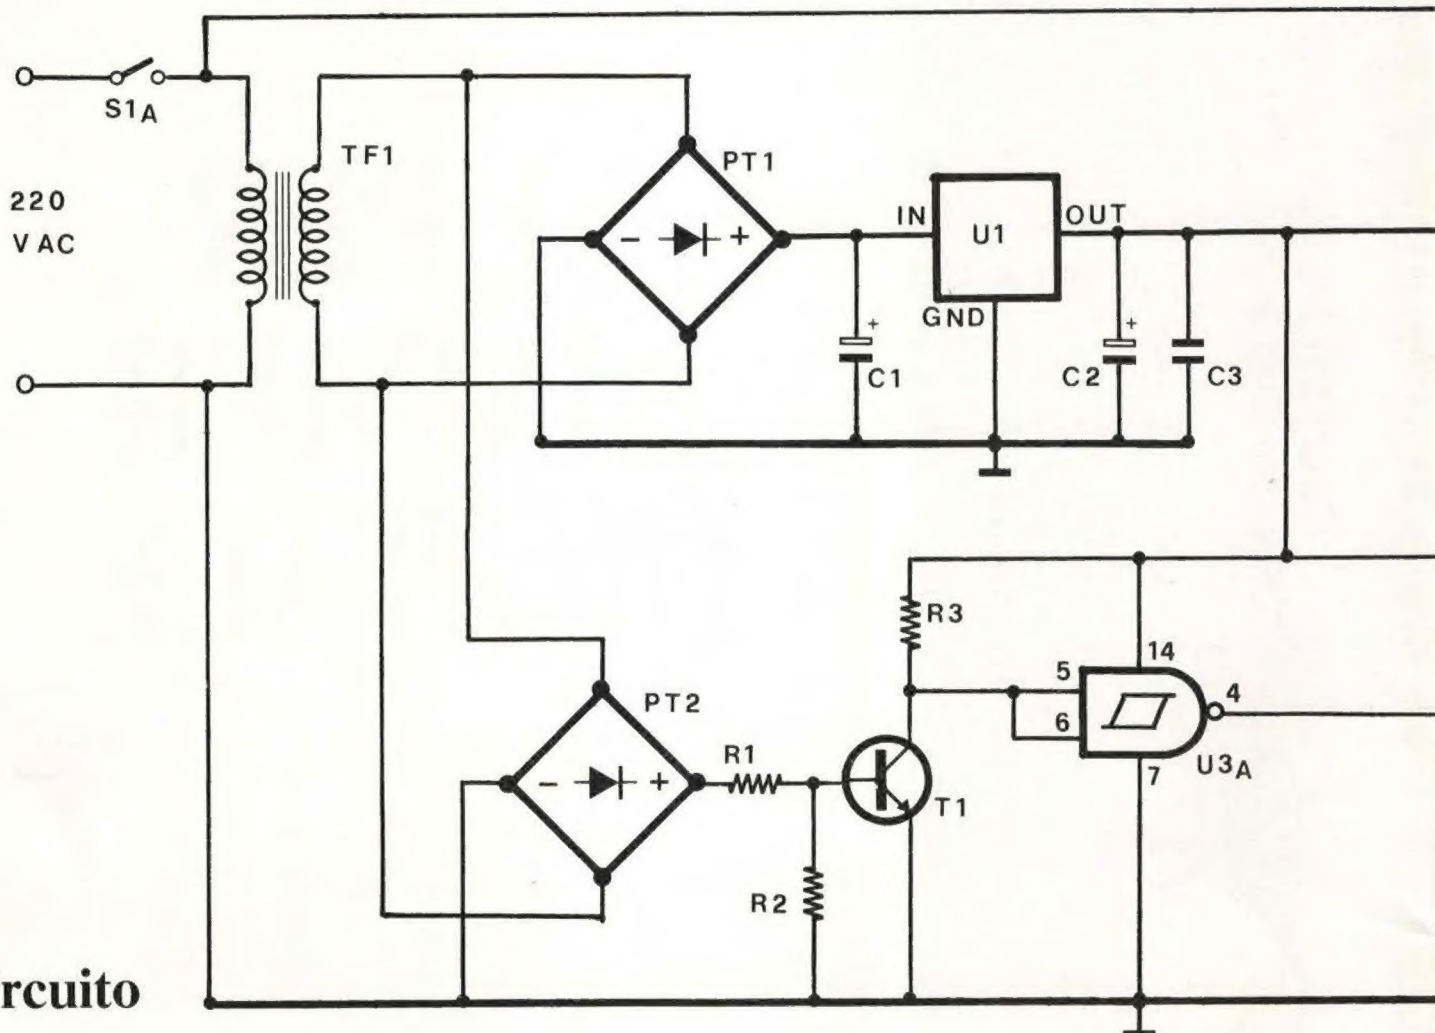 S1A
TF1
220
V AC
PT1
- +
IN
U1
OUT
GND
+
C1
+
C2
C3
R3
14
5
6
4
7
U3A
PT2
- +
R1
T1
R2
rcuito